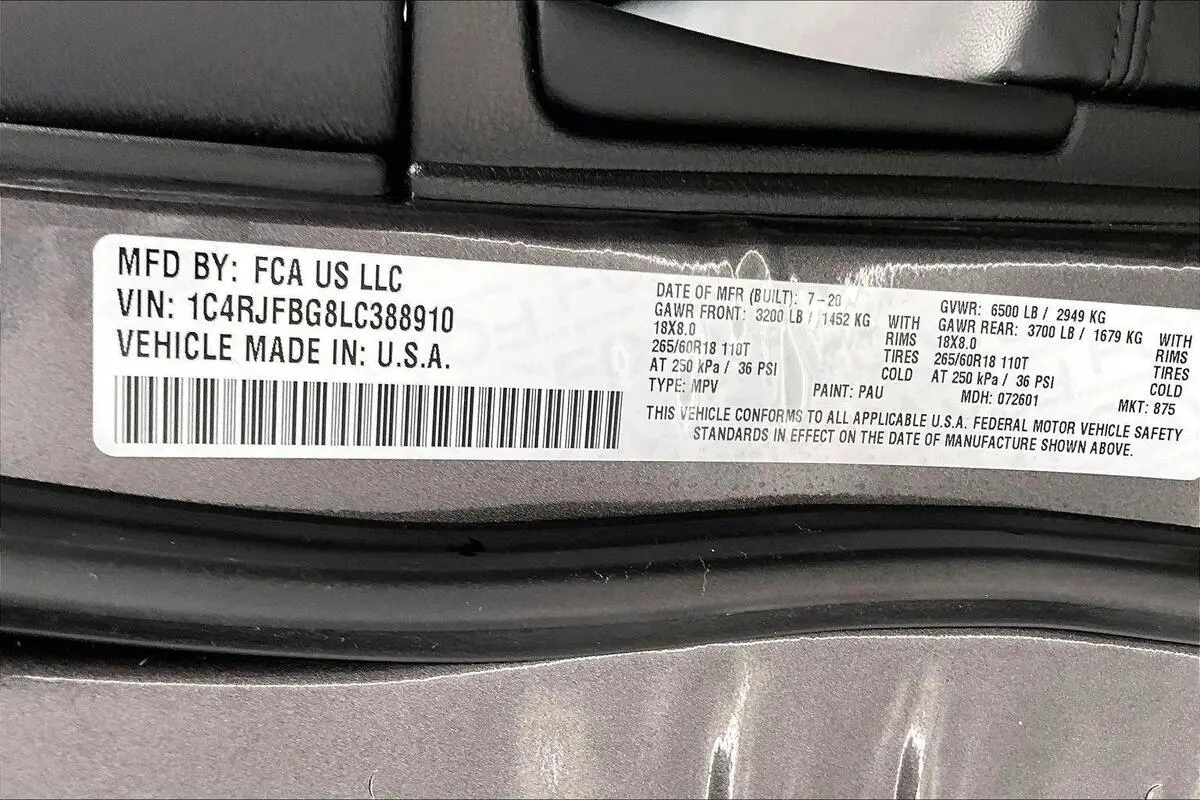 MFD BY: FCA US LLC
VIN: 1C4RJFBG8LC388910
VEHICLE MADE IN: U.S.A.
DATE OF MFR (BUILT): 7-20
GVWR: 6500 LB / 2949 KG
GAWR FRONT: 3200 LB / 1452 KG WITH
18X8.0 RIMS
265/60R18 110T TIRES
AT 250 kPa / 36 PSI COLD
GAWR REAR: 3700 LB / 1679 KG WITH
18X8.0 RIMS
265/60R18 110T TIRES
AT 250 kPa / 36 PSI COLD
TYPE: MPV PAINT: PAU MDH: 072601 MKT: 875
THIS VEHICLE CONFORMS TO ALL APPLICABLE U.S.A. FEDERAL MOTOR VEHICLE SAFETY
STANDARDS IN EFFECT ON THE DATE OF MANUFACTURE SHOWN ABOVE.